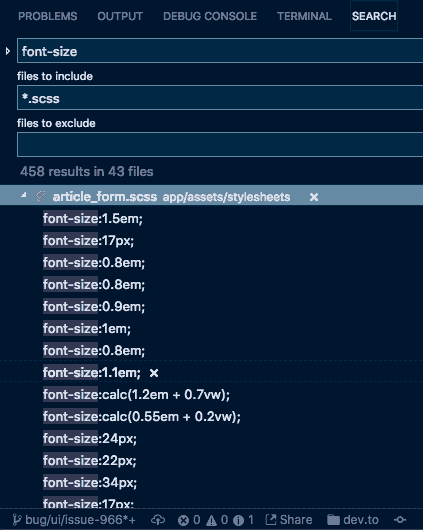 PROBLEMS OUTPUT DEBUG CONSOLE TERMINAL SEARCH
font-size
files to include
*.scss
files to exclude
458 results in 43 files
article_form.scss app/assets/stylesheets
font-size:1.5em;
font-size:17px;
font-size:0.8em;
font-size:0.8em;
font-size:0.9em;
font-size:1em;
font-size:0.8em;
font-size:1.1em;
font-size:calc(1.2em + 0.7vw);
font-size:calc(0.55em + 0.2vw);
font-size:24px;
font-size:22px;
font-size:34px;
font-size:17px;
bug/ui/issue-966*+ 0 0 1 Share dev.to